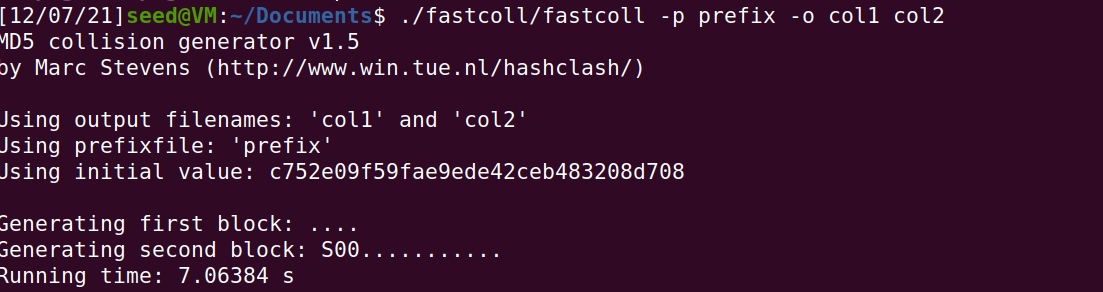 [12/07/21]seed@VM:~/Documents$ ./fastcoll/fastcoll -p prefix -o col1 col2
MD5 collision generator v1.5
by Marc Stevens (http://www.win.tue.nl/hashclash/)
Using output filenames: 'col1' and 'col2'
Using prefixfile: 'prefix'
Using initial value: c752e09f59fae9ede42ceb483208d708
Generating first block: ....
Generating second block: S00...........
Running time: 7.06384 s